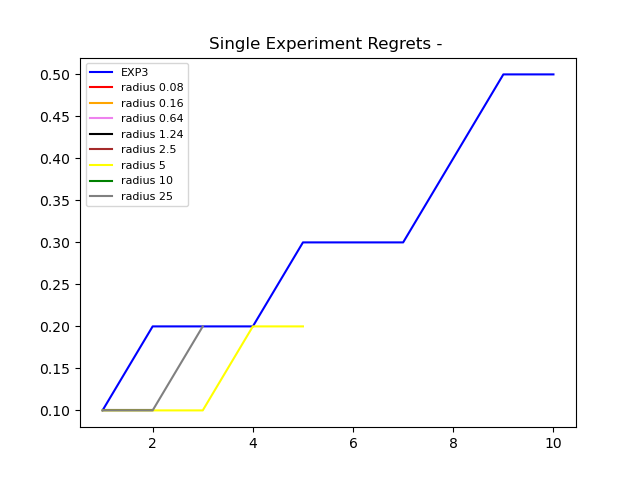 Single Experiment Regrets -
0.50
0.45
0.40
0.35
0.30
0.25
0.20
0.15
0.10
EXP3
radius 0.08
radius 0.16
radius 0.64
radius 1.24
radius 2.5
radius 5
radius 10
radius 25
2 4 6 8 10